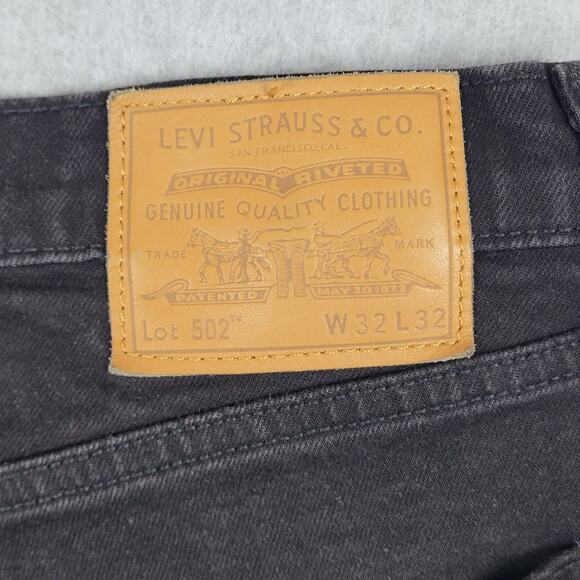 LEVI STRAUSS & CO.
SAN FRANCISCO, CAL.
ORIGINAL RIVETED
GENUINE QUALITY CLOTHING
TRADE MARK
PATENTED MAY 20 1873
Lot 502™ W32 L32